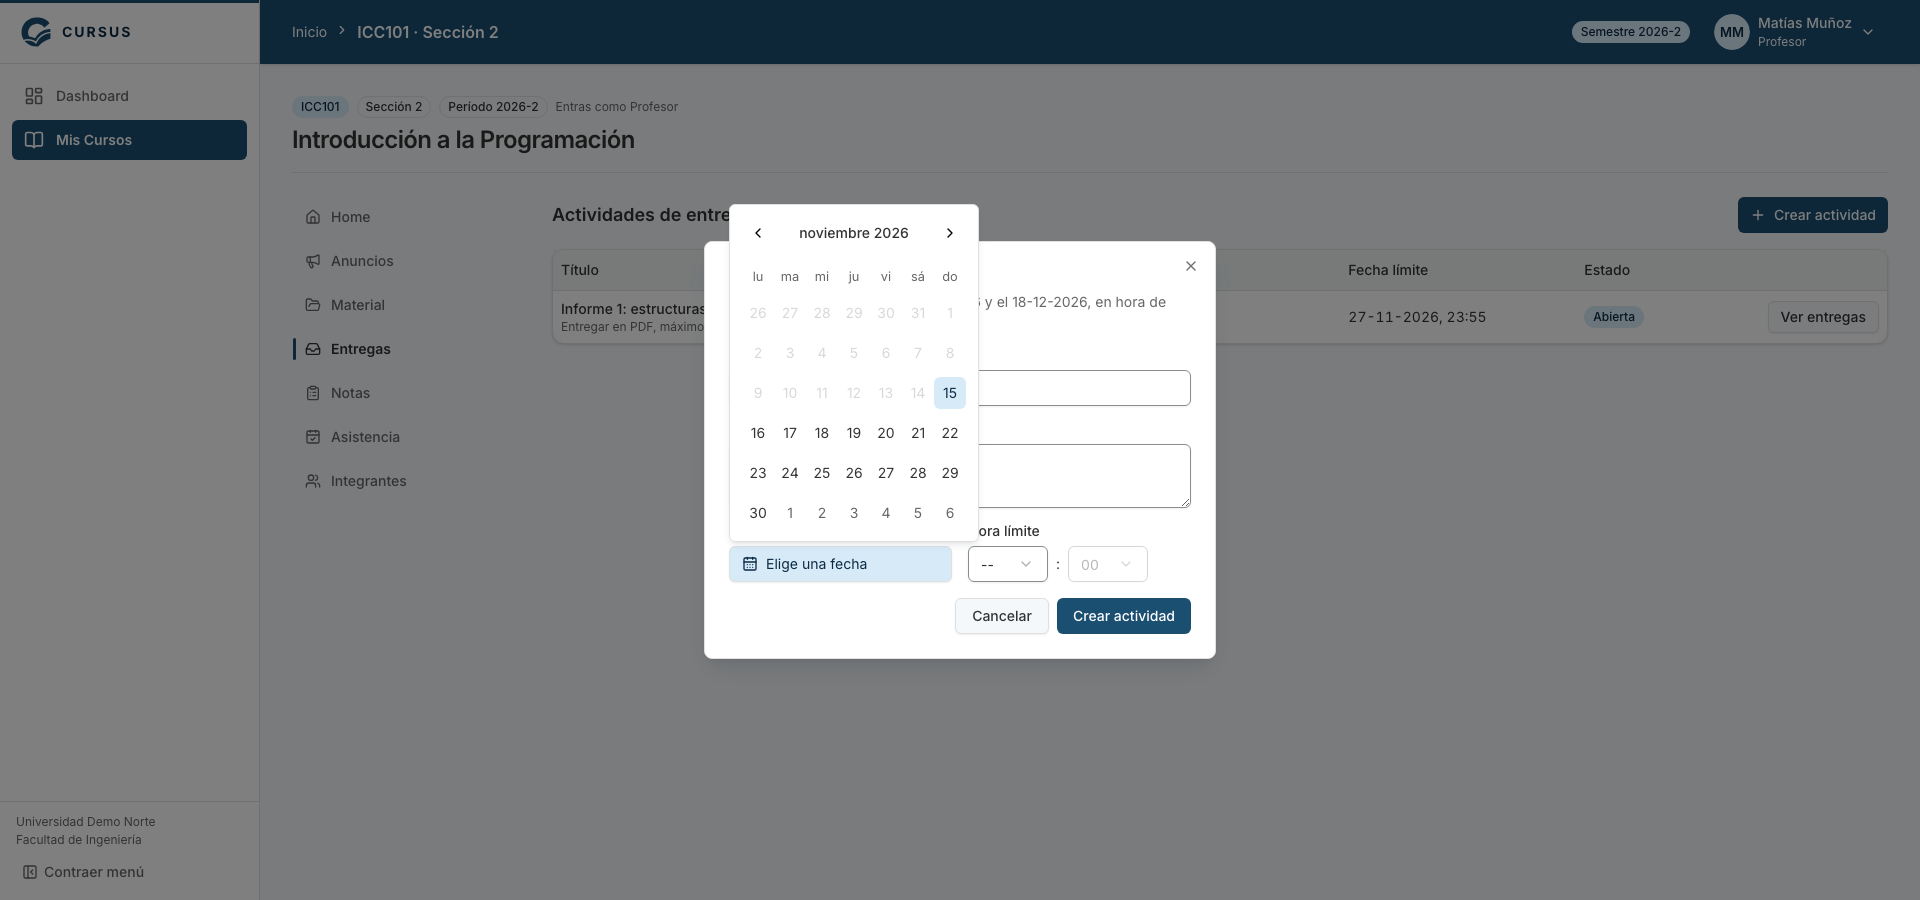 CURSUS
Inicio > ICC101 · Sección 2
Semestre 2026-2
MM
Matías Muñoz
Profesor
Dashboard
Mis Cursos
ICC101
Sección 2
Período 2026-2
Entras como Profesor
Introducción a la Programación
Home
Anuncios
Material
Entregas
Notas
Asistencia
Integrantes
Actividades de entre
+ Crear actividad
Título
Fecha límite
Estado
Informe 1: estructuras
Entregar en PDF, máximo
27-11-2026, 23:55
Abierta
Ver entregas
noviembre 2026
lu ma mi ju vi sá do
26 27 28 29 30 31 1
2 3 4 5 6 7 8
9 10 11 12 13 14 15
16 17 18 19 20 21 22
23 24 25 26 27 28 29
30 1 2 3 4 5 6
y el 18-12-2026, en hora de
ora límite
Elige una fecha
-- : 00
Cancelar
Crear actividad
Universidad Demo Norte
Facultad de Ingeniería
Contraer menú